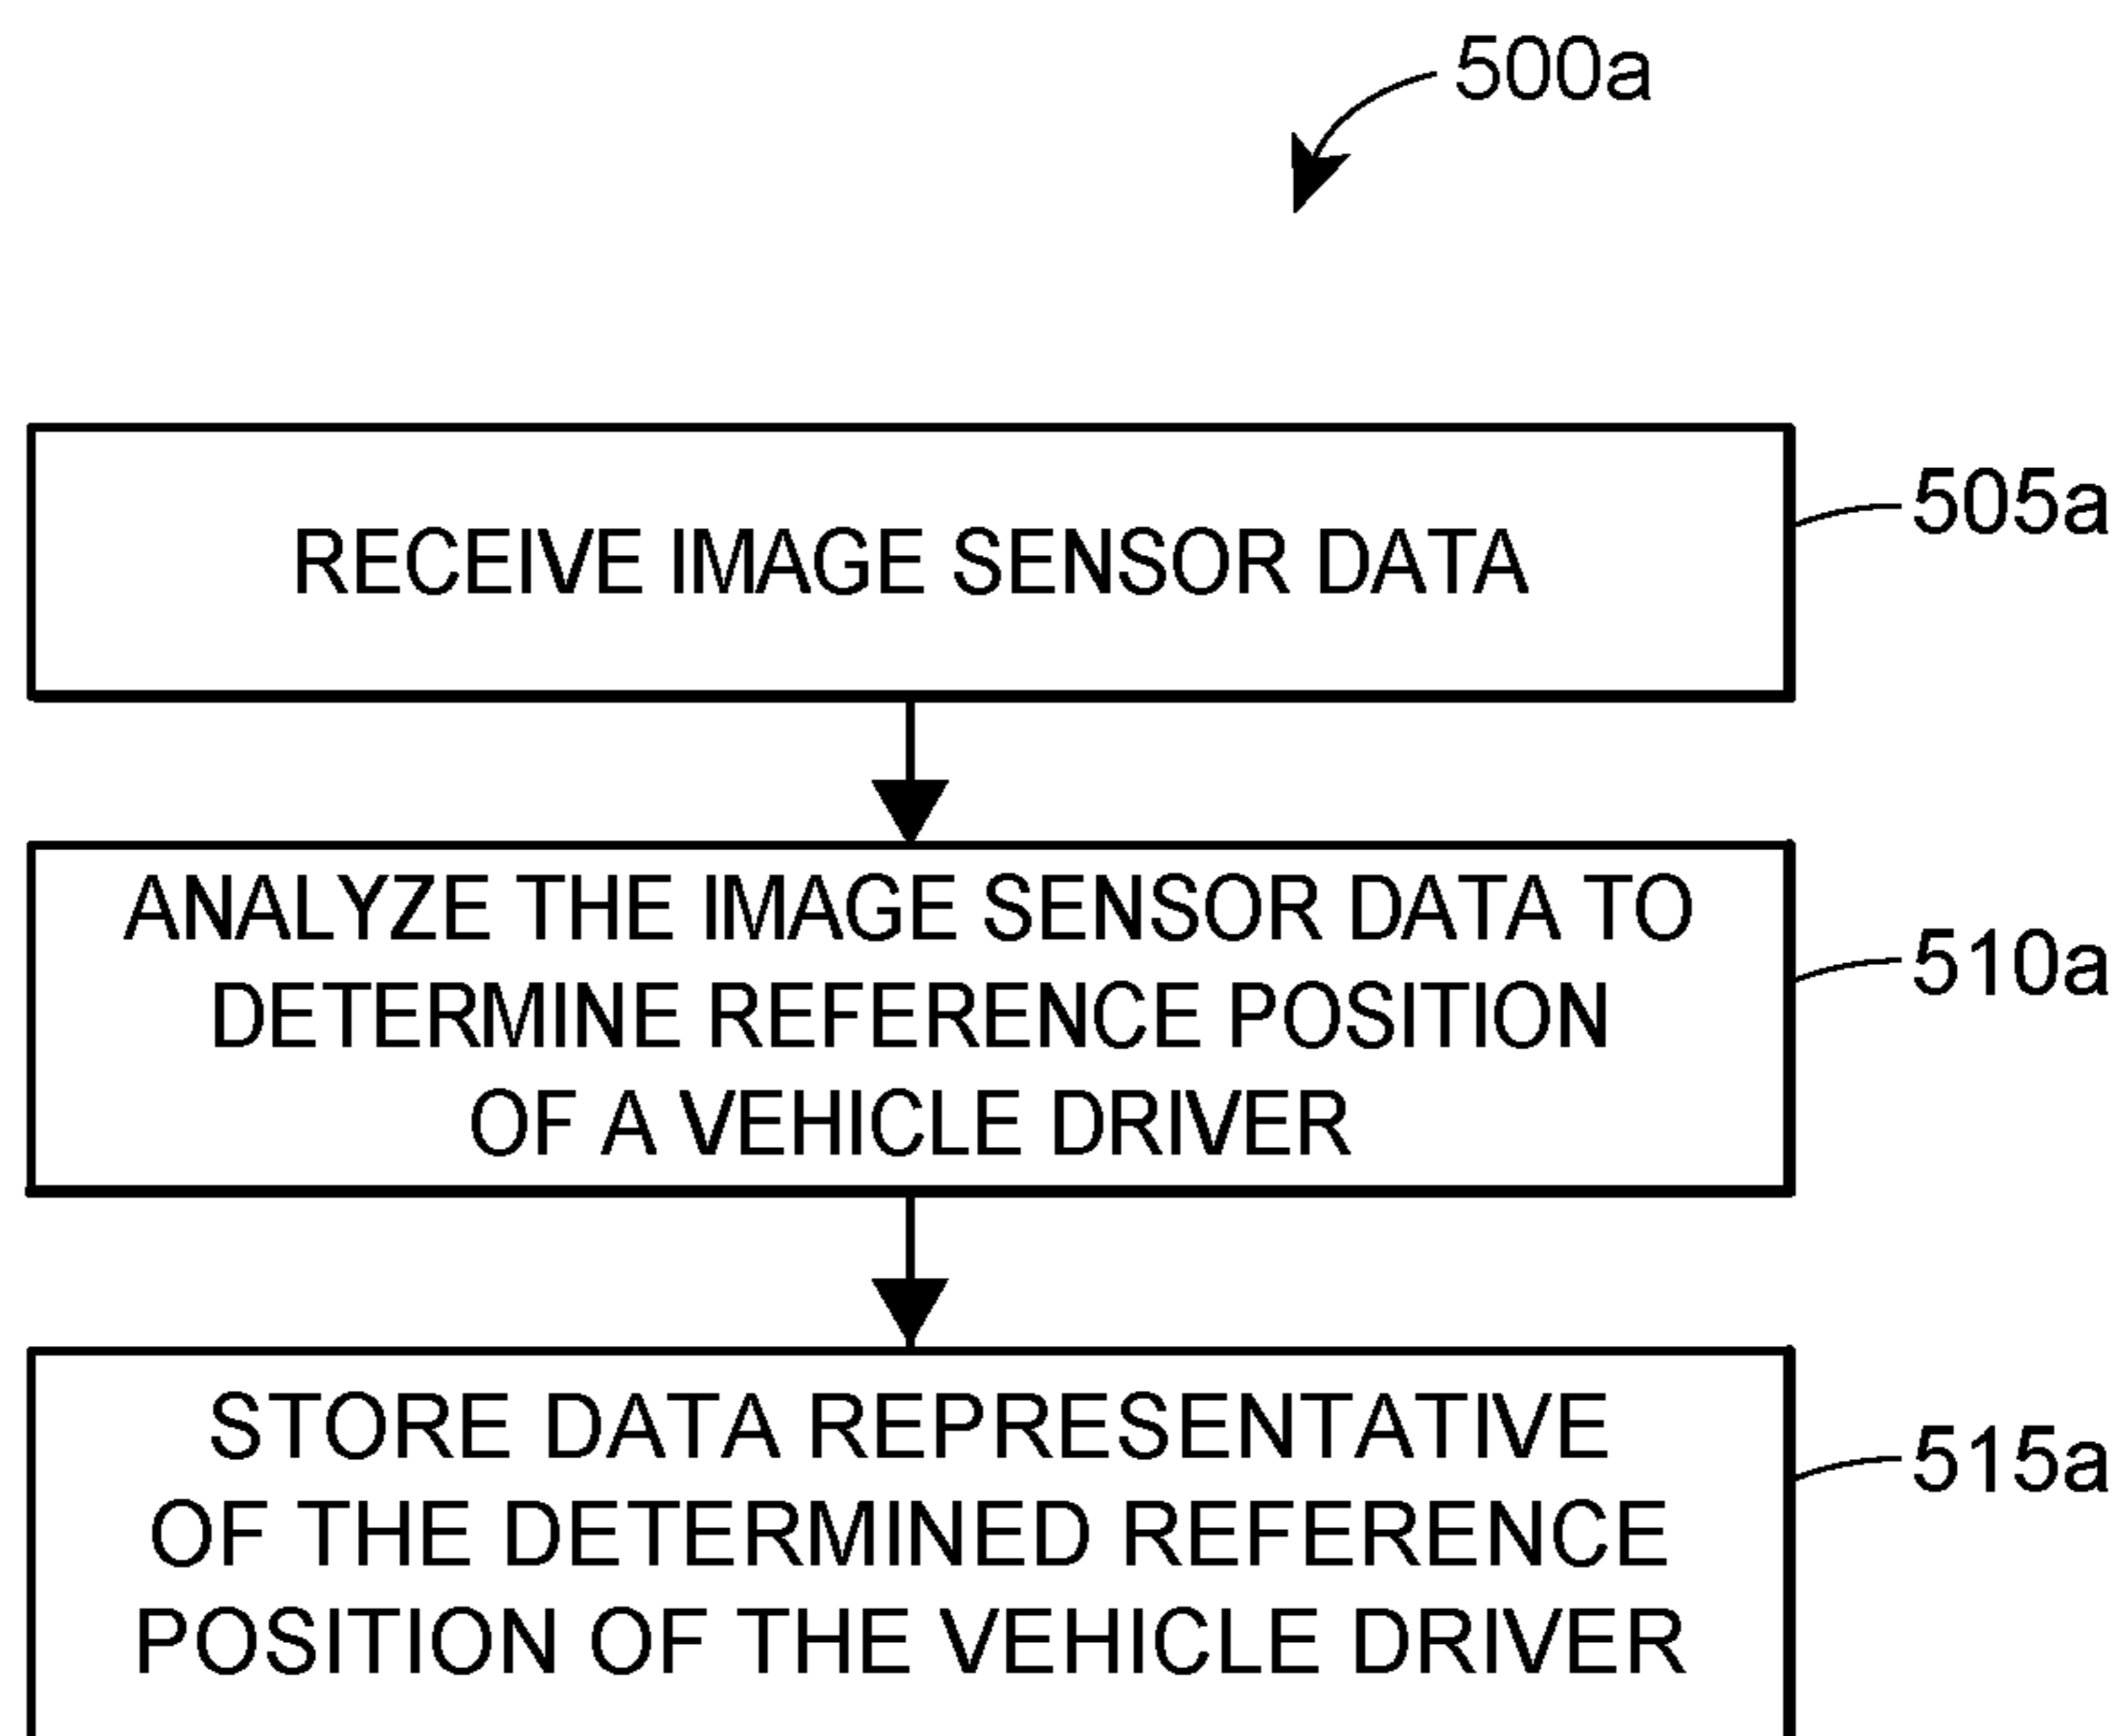 500a
RECEIVE IMAGE SENSOR DATA
505a
ANALYZE THE IMAGE SENSOR DATA TO
DETERMINE REFERENCE POSITION
OF A VEHICLE DRIVER
510a
STORE DATA REPRESENTATIVE
OF THE DETERMINED REFERENCE
POSITION OF THE VEHICLE DRIVER
515a